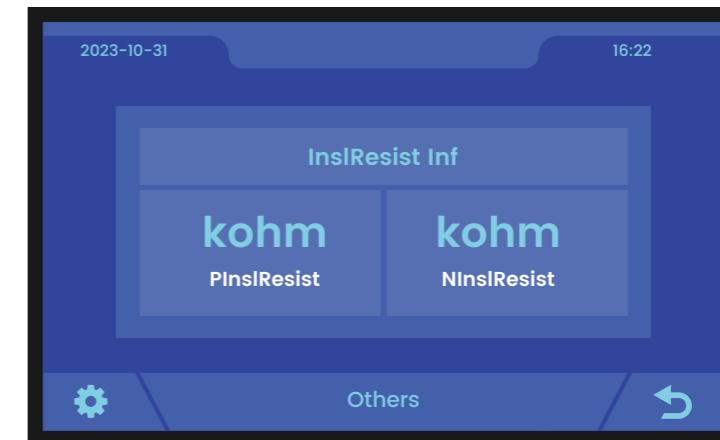 2023-10-31 16:22
InslResist Inf
kohm kohm
PInslResist NInslResist
Others